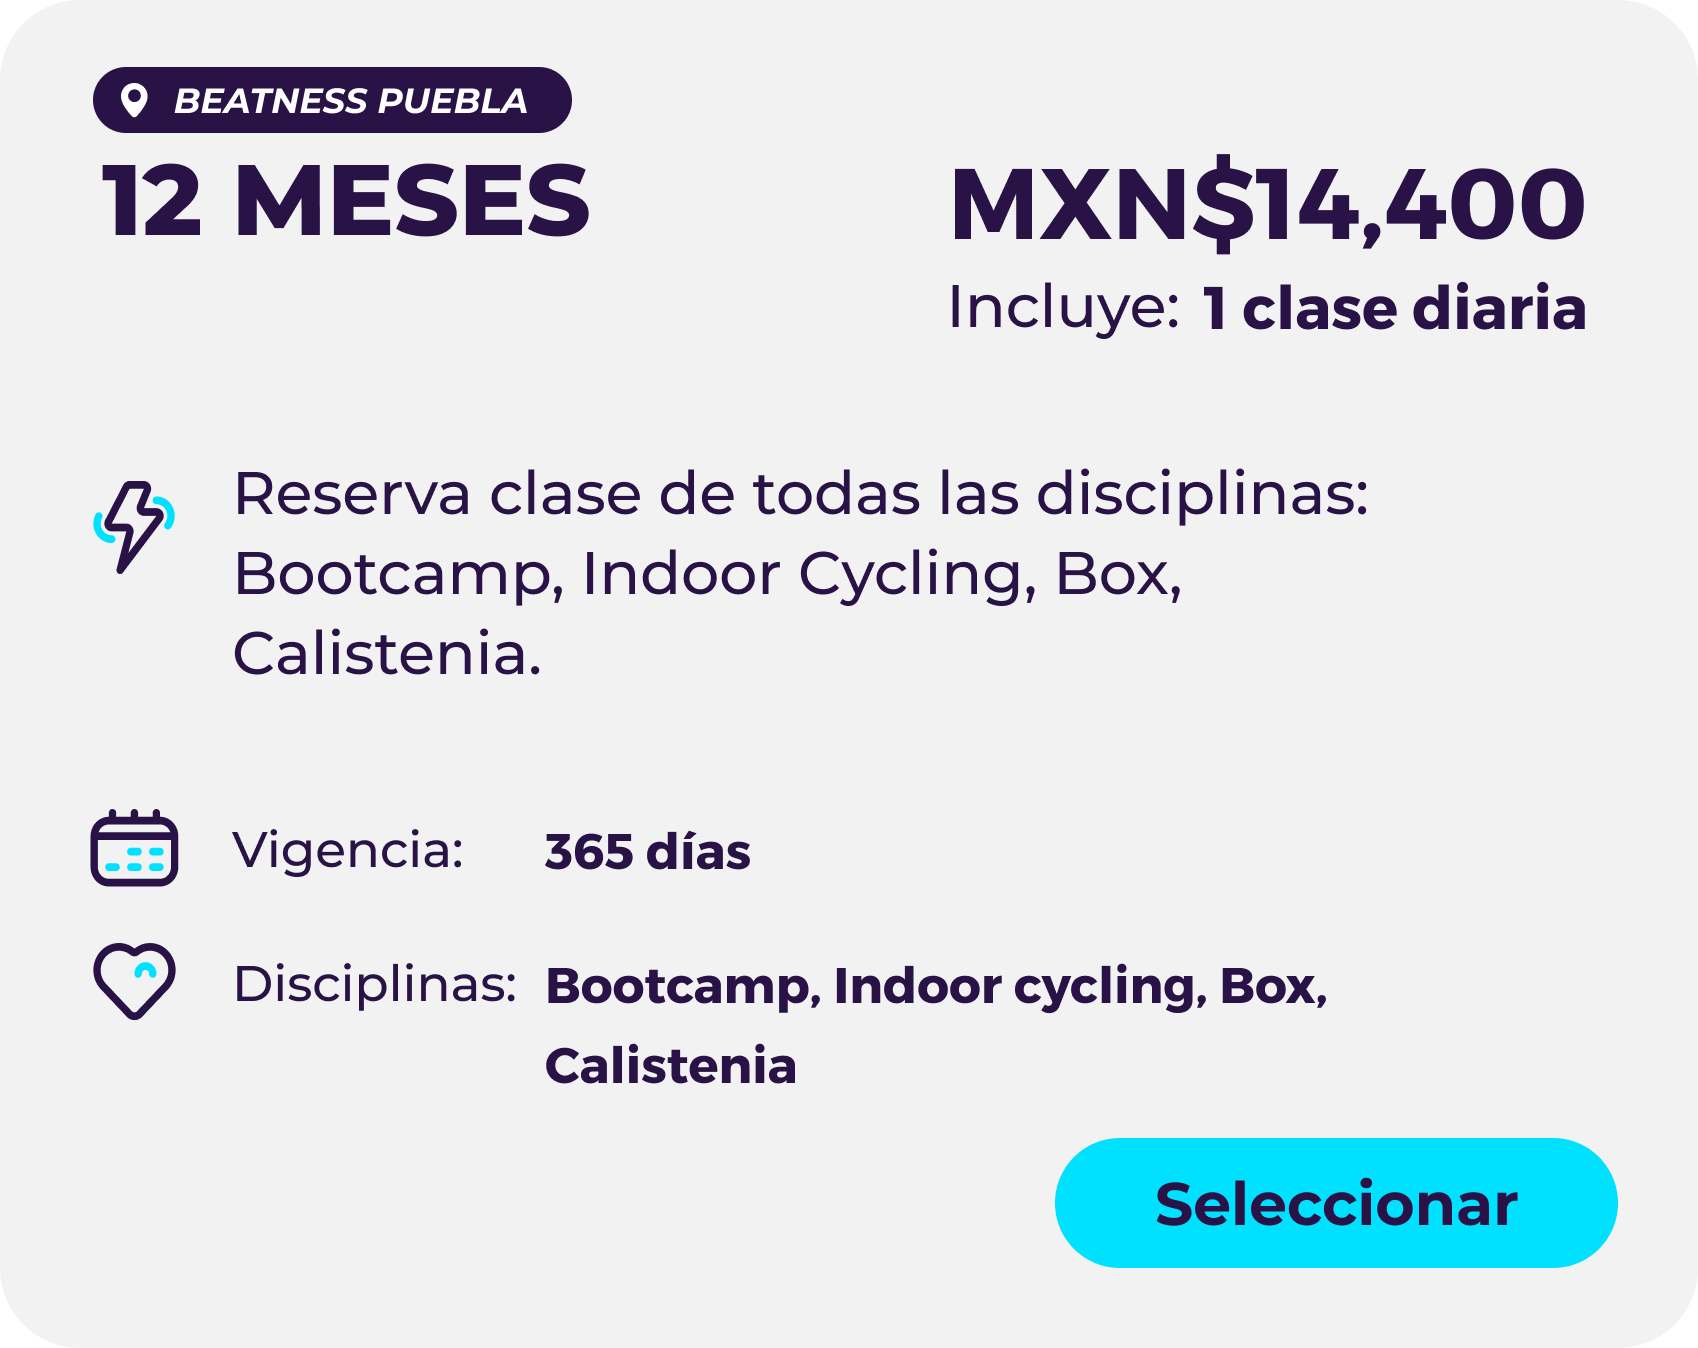 BEATNESS PUEBLA
12 MESES
MXN$14,400
Incluye: 1 clase diaria
Reserva clase de todas las disciplinas:
Bootcamp, Indoor Cycling, Box,
Calistenia.
Vigencia: 365 días
Disciplinas: Bootcamp, Indoor cycling, Box,
Calistenia
Seleccionar